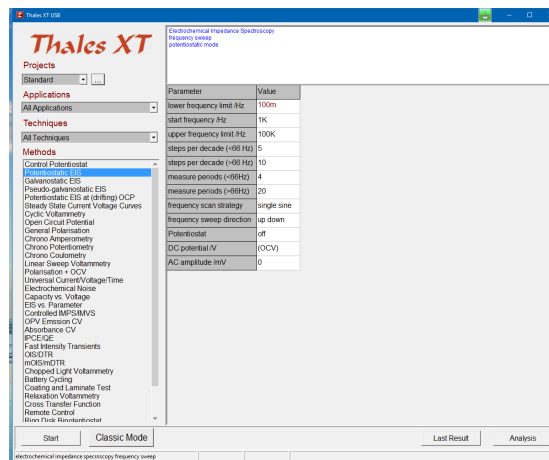 Thales XT USB
Thales XT
Projects
Standard
...
Applications
All Applications
Techniques
All Techniques
Methods
Control Potentiostat
Potentiostatic EIS
Galvanostatic EIS
Pseudo-galvanostatic EIS
Potentiostatic EIS at (drifting) OCP
Steady State Current Voltage Curves
Cyclic Voltammetry
Open Circuit Potential
General Polarisation
Chrono Amperometry
Chrono Potentiometry
Chrono Coulometry
Linear Sweep Voltammetry
Polarisation + OCV
Universal Current/Voltage/Time
Electrochemical Noise
Capacity vs. Voltage
EIS vs. Parameter
Controlled IMPS/IMVS
OPV Emssion CV
Absorbance CV
IPCE/QE
Fast Intensity Transients
OIS/DTR
mOIS/mDTR
Chopped Light Voltammetry
Battery Cycling
Coating and Laminate Test
Relaxation Voltammetry
Cross Transfer Function
Remote Control
Ring Disk Bipotentiostat
Electrochemical Impedance Spectroscopy
frequency sweep
potentiostatic mode
Parameter Value
lower frequency limit /Hz 100m
start frequency /Hz 1K
upper frequency limit /Hz 100K
steps per decade (<66 Hz) 5
steps per decade (>66 Hz) 10
measure periods (<66Hz) 4
measure periods (>66Hz) 20
frequency scan strategy single sine
frequency sweep direction up down
Potentiostat off
DC potential /V (OCV)
AC amplitude /mV 0
Start Classic Mode Last Result Analysis
electrochemical impedance specroscopy frequency sweep